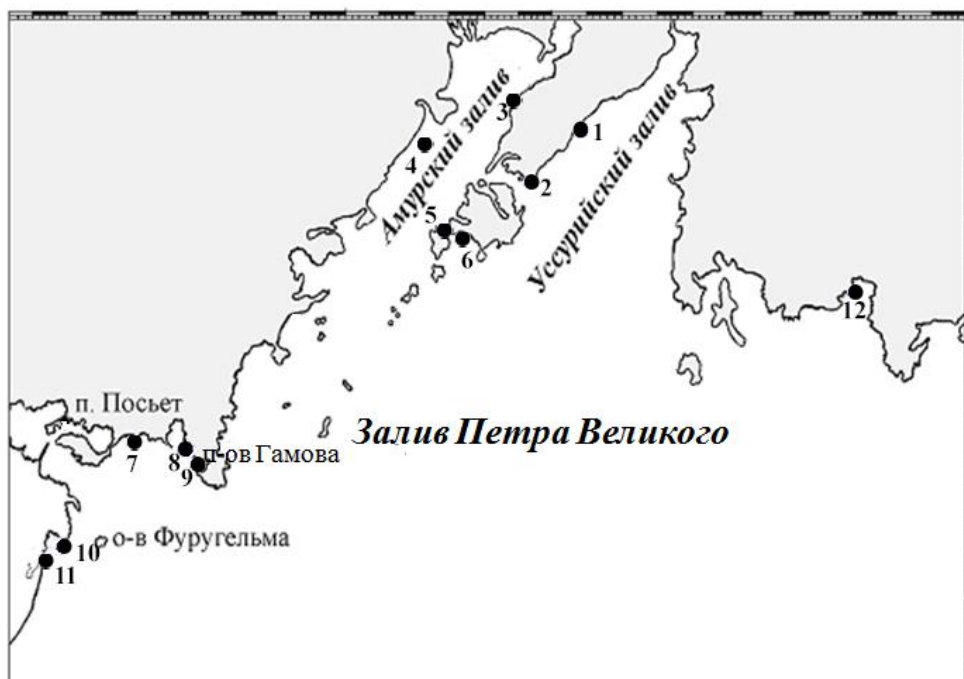 Амурский залив
Уссурийский залив
3
1
4
2
5
6
12
п. Посьет
Залив Петра Великого
7
8
п-ов Гамова
9
о-в Фуругельма
10
11